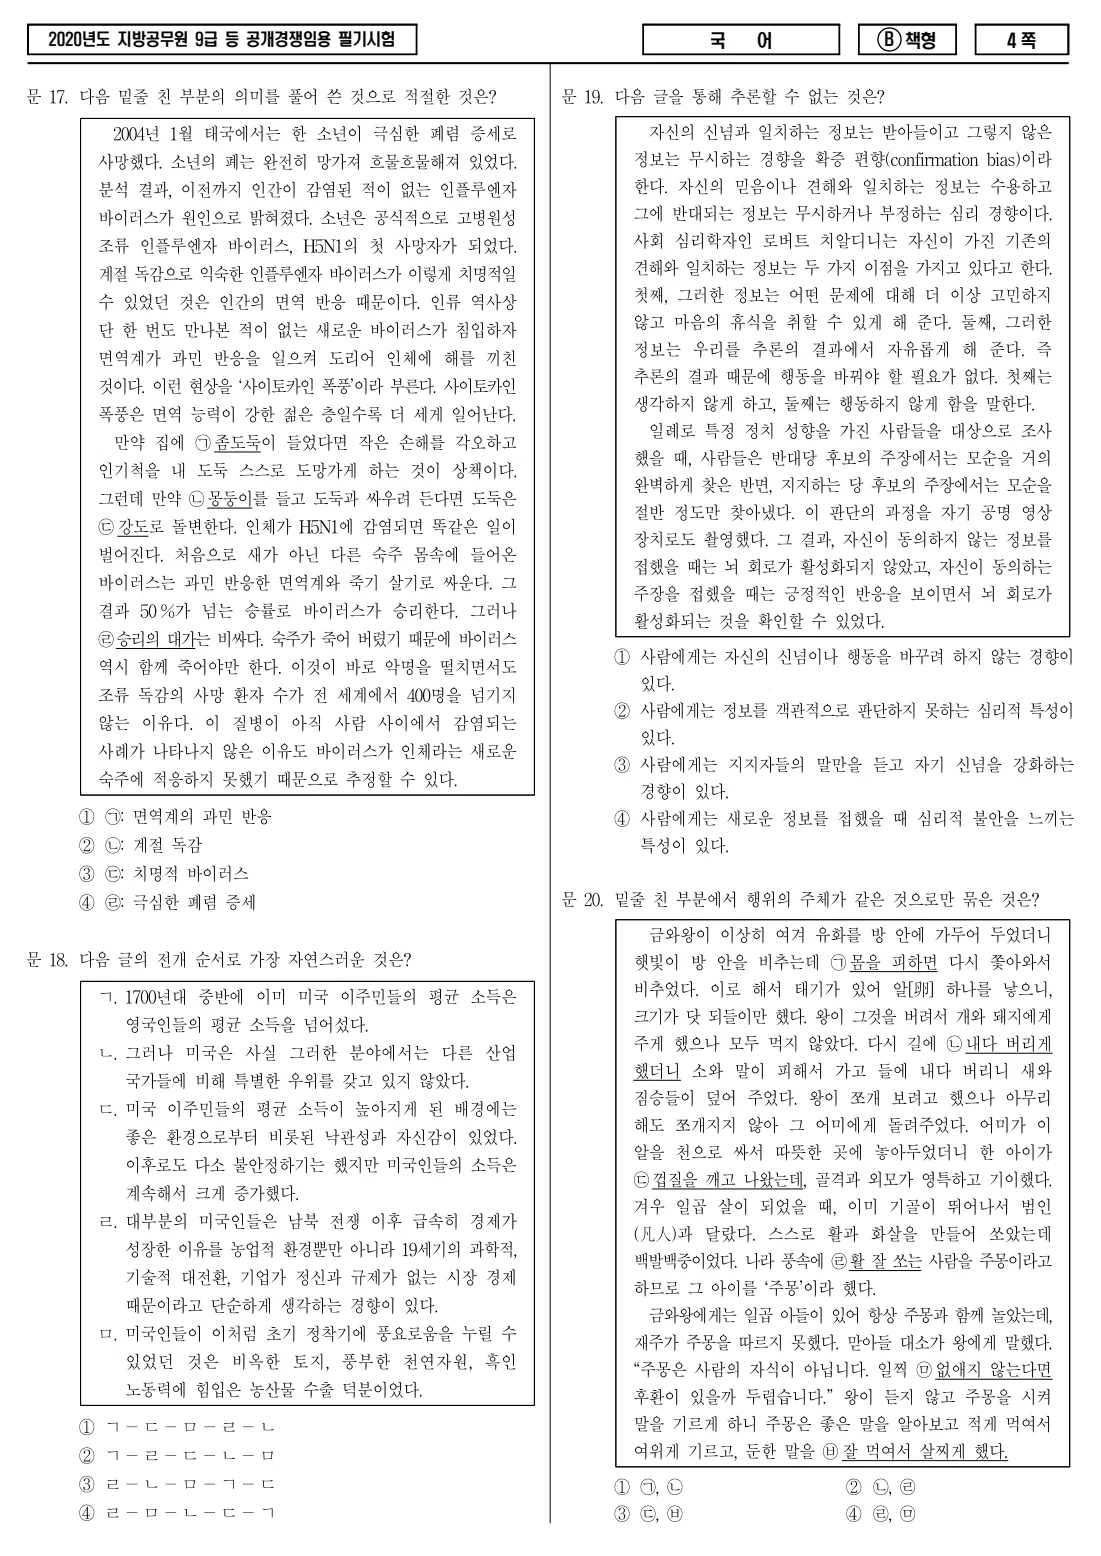 2020년도 지방공무원 9급 등 공개경쟁임용 필기시험
국 어
Ⓑ 책형
4 쪽
문 17. 다음 밑줄 친 부분의 의미를 풀어 쓴 것으로 적절한 것은?
2004년 1월 태국에서는 한 소년이 극심한 폐렴 증세로
사망했다. 소년의 폐는 완전히 망가져 흐물흐물해져 있었다.
분석 결과, 이전까지 인간이 감염된 적이 없는 인플루엔자
바이러스가 원인으로 밝혀졌다. 소년은 공식적으로 고병원성
조류 인플루엔자 바이러스, H5N1의 첫 사망자가 되었다.
계절 독감으로 익숙한 인플루엔자 바이러스가 이렇게 치명적일
수 있었던 것은 인간의 면역 반응 때문이다. 인류 역사상
단 한 번도 만나본 적이 없는 새로운 바이러스가 침입하자
면역계가 과민 반응을 일으켜 도리어 인체에 해를 끼친
것이다. 이런 현상을 ‘사이토카인 폭풍’이라 부른다. 사이토카인
폭풍은 면역 능력이 강한 젊은 층일수록 더 세게 일어난다.
만약 집에 ㉠ 좀도둑이 들었다면 작은 손해를 각오하고
인기척을 내 도둑 스스로 도망가게 하는 것이 상책이다.
그런데 만약 ㉡ 몽둥이를 들고 도둑과 싸우려 든다면 도둑은
㉢ 강도로 돌변한다. 인체가 H5N1에 감염되면 똑같은 일이
벌어진다. 처음으로 새가 아닌 다른 숙주 몸속에 들어온
바이러스는 과민 반응한 면역계와 죽기 살기로 싸운다. 그
결과 50 %가 넘는 승률로 바이러스가 승리한다. 그러나
㉣ 승리의 대가는 비싸다. 숙주가 죽어 버렸기 때문에 바이러스
역시 함께 죽어야만 한다. 이것이 바로 악명을 떨치면서도
조류 독감의 사망 환자 수가 전 세계에서 400명을 넘기지
않는 이유다. 이 질병이 아직 사람 사이에서 감염되는
사례가 나타나지 않은 이유도 바이러스가 인체라는 새로운
숙주에 적응하지 못했기 때문으로 추정할 수 있다.
① ㉠: 면역계의 과민 반응
② ㉡: 계절 독감
③ ㉢: 치명적 바이러스
④ ㉣: 극심한 폐렴 증세
문 18. 다음 글의 전개 순서로 가장 자연스러운 것은?
ㄱ. 1700년대 중반에 이미 미국 이주민들의 평균 소득은
영국인들의 평균 소득을 넘어섰다.
ㄴ. 그러나 미국은 사실 그러한 분야에서는 다른 산업
국가들에 비해 특별한 우위를 갖고 있지 않았다.
ㄷ. 미국 이주민들의 평균 소득이 높아지게 된 배경에는
좋은 환경으로부터 비롯된 낙관성과 자신감이 있었다.
이후로도 다소 불안정하기는 했지만 미국인들의 소득은
계속해서 크게 증가했다.
ㄹ. 대부분의 미국인들은 남북 전쟁 이후 급속히 경제가
성장한 이유를 농업적 환경뿐만 아니라 19세기의 과학적,
기술적 대전환, 기업가 정신과 규제가 없는 시장 경제
때문이라고 단순하게 생각하는 경향이 있다.
ㅁ. 미국인들이 이처럼 초기 정착기에 풍요로움을 누릴 수
있었던 것은 비옥한 토지, 풍부한 천연자원, 흑인
노동력에 힘입은 농산물 수출 덕분이었다.
① ㄱ－ㄷ－ㅁ－ㄹ－ㄴ
② ㄱ－ㄹ－ㄷ－ㄴ－ㅁ
③ ㄹ－ㄴ－ㅁ－ㄱ－ㄷ
④ ㄹ－ㅁ－ㄴ－ㄷ－ㄱ
문 19. 다음 글을 통해 추론할 수 없는 것은?
자신의 신념과 일치하는 정보는 받아들이고 그렇지 않은
정보는 무시하는 경향을 확증 편향(confirmation bias)이라
한다. 자신의 믿음이나 견해와 일치하는 정보는 수용하고
그에 반대되는 정보는 무시하거나 부정하는 심리 경향이다.
사회 심리학자인 로버트 치알디니는 자신이 가진 기존의
견해와 일치하는 정보는 두 가지 이점을 가지고 있다고 한다.
첫째, 그러한 정보는 어떤 문제에 대해 더 이상 고민하지
않고 마음의 휴식을 취할 수 있게 해 준다. 둘째, 그러한
정보는 우리를 추론의 결과에서 자유롭게 해 준다. 즉
추론의 결과 때문에 행동을 바꿔야 할 필요가 없다. 첫째는
생각하지 않게 하고, 둘째는 행동하지 않게 함을 말한다.
일례로 특정 정치 성향을 가진 사람들을 대상으로 조사
했을 때, 사람들은 반대당 후보의 주장에서는 모순을 거의
완벽하게 찾은 반면, 지지하는 당 후보의 주장에서는 모순을
절반 정도만 찾아냈다. 이 판단의 과정을 자기 공명 영상
장치로도 촬영했다. 그 결과, 자신이 동의하지 않는 정보를
접했을 때는 뇌 회로가 활성화되지 않았고, 자신이 동의하는
주장을 접했을 때는 긍정적인 반응을 보이면서 뇌 회로가
활성화되는 것을 확인할 수 있었다.
① 사람에게는 자신의 신념이나 행동을 바꾸려 하지 않는 경향이
있다.
② 사람에게는 정보를 객관적으로 판단하지 못하는 심리적 특성이
있다.
③ 사람에게는 지지자들의 말만을 듣고 자기 신념을 강화하는
경향이 있다.
④ 사람에게는 새로운 정보를 접했을 때 심리적 불안을 느끼는
특성이 있다.
문 20. 밑줄 친 부분에서 행위의 주체가 같은 것으로만 묶은 것은?
금와왕이 이상히 여겨 유화를 방 안에 가두어 두었더니
햇빛이 방 안을 비추는데 ㉠ 몸을 피하면 다시 쫓아와서
비추었다. 이로 해서 태기가 있어 알[卵] 하나를 낳으니,
크기가 닷 되들이만 했다. 왕이 그것을 버려서 개와 돼지에게
주게 했으나 모두 먹지 않았다. 다시 길에 ㉡ 내다 버리게
했더니 소와 말이 피해서 가고 들에 내다 버리니 새와
짐승들이 덮어 주었다. 왕이 쪼개 보려고 했으나 아무리
해도 쪼개지지 않아 그 어미에게 돌려주었다. 어미가 이
알을 천으로 싸서 따뜻한 곳에 놓아두었더니 한 아이가
㉢ 껍질을 깨고 나왔는데, 골격과 외모가 영특하고 기이했다.
겨우 일곱 살이 되었을 때, 이미 기골이 뛰어나서 범인
(凡人)과 달랐다. 스스로 활과 화살을 만들어 쏘았는데
백발백중이었다. 나라 풍속에 ㉣ 활 잘 쏘는 사람을 주몽이라고
하므로 그 아이를 ‘주몽’이라 했다.
금와왕에게는 일곱 아들이 있어 항상 주몽과 함께 놀았는데,
재주가 주몽을 따르지 못했다. 맏아들 대소가 왕에게 말했다.
“주몽은 사람의 자식이 아닙니다. 일찍 ㉤ 없애지 않는다면
후환이 있을까 두렵습니다.” 왕이 듣지 않고 주몽을 시켜
말을 기르게 하니 주몽은 좋은 말을 알아보고 적게 먹여서
여위게 기르고, 둔한 말을 ㉥ 잘 먹여서 살찌게 했다.
① ㉠, ㉡
② ㉡, ㉣
③ ㉢, ㉥
④ ㉣, ㉤